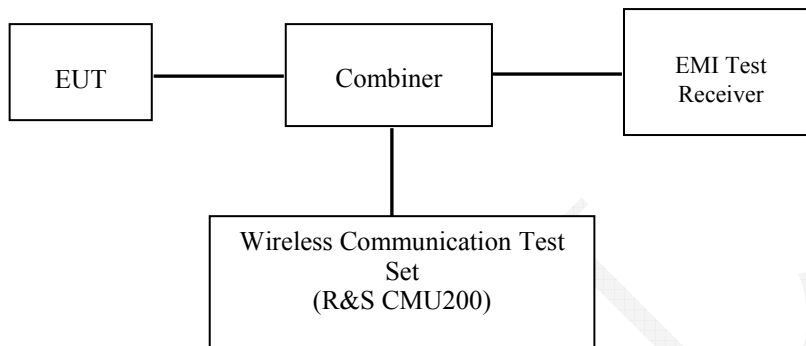 EUT
Combiner
EMI Test
Receiver
Wireless Communication Test
Set
(R&S CMU200)